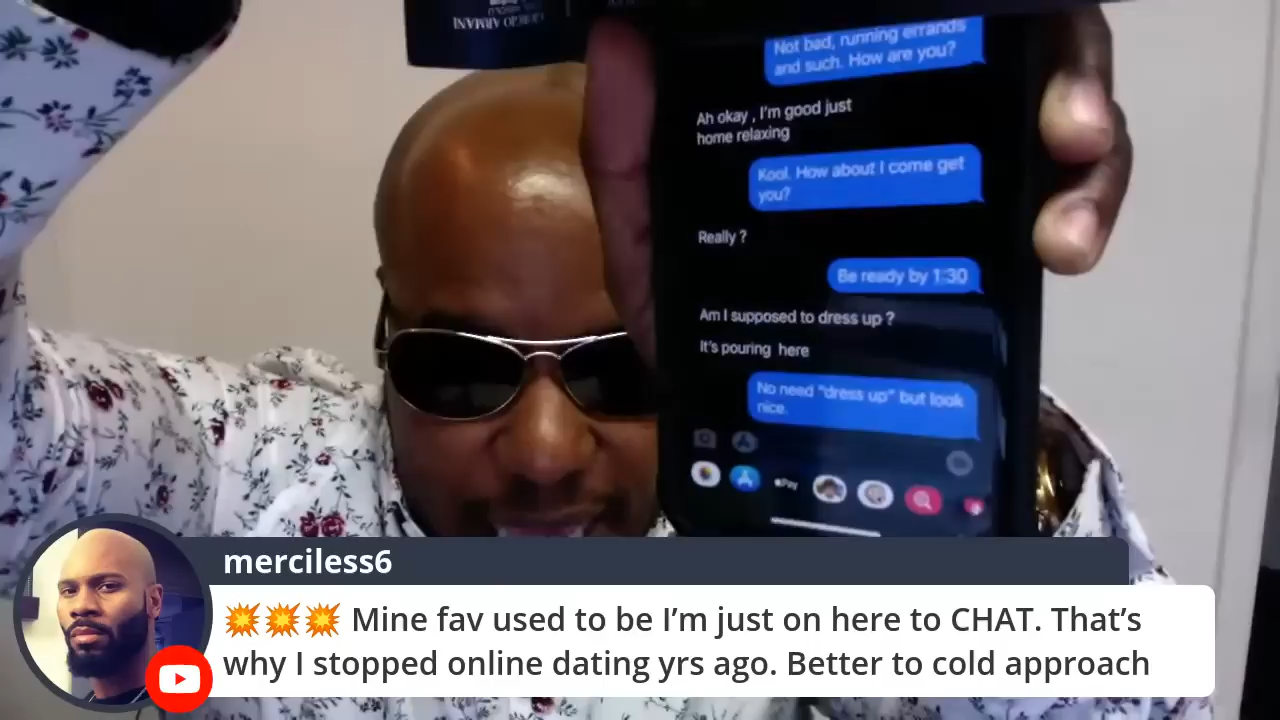 GIORGIO ARMANI
Not bad, running errands
and such. How are you?
Ah okay , I'm good just
home relaxing
Kool. How about I come get
you?
Really ?
Be ready by 1:30
Am I supposed to dress up ?
It's pouring  here
No need "dress up" but look
nice.
Pay
merciless6
💥💥💥 Mine fav used to be I'm just on here to CHAT. That's
why I stopped online dating yrs ago. Better to cold approach